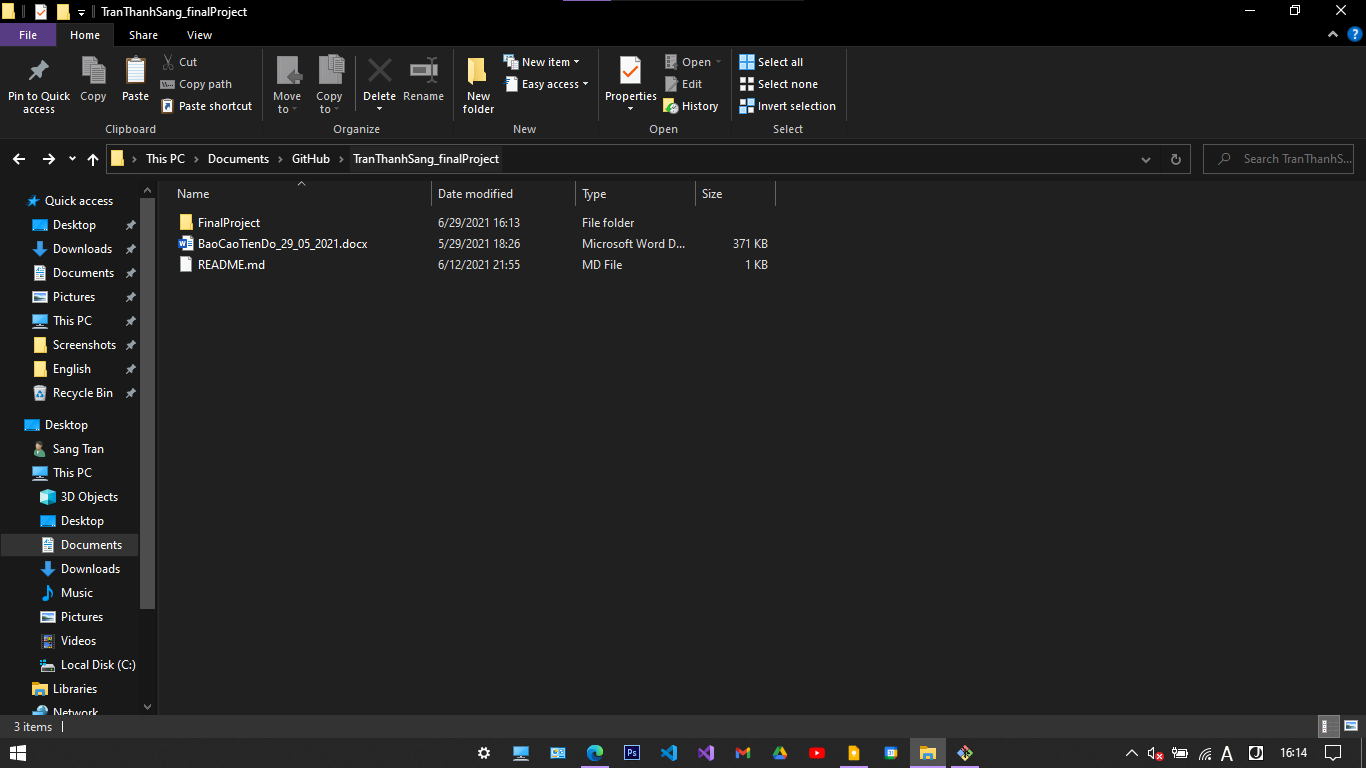 TranThanhSang_finalProject
File Home Share View
Pin to Quick access
Copy
Paste
Cut
Copy path
Paste shortcut
Clipboard
Move to
Copy to
Delete
Rename
Organize
New folder
New item
Easy access
New
Properties
Open
Edit
History
Open
Select all
Select none
Invert selection
Select
This PC Documents GitHub TranThanhSang_finalProject
Search TranThanhS...
Quick access
Desktop
Downloads
Documents
Pictures
This PC
Screenshots
English
Recycle Bin
Desktop
Sang Tran
This PC
3D Objects
Desktop
Documents
Downloads
Music
Pictures
Videos
Local Disk (C:)
Libraries
Network
Name Date modified Type Size
FinalProject 6/29/2021 16:13 File folder
BaoCaoTienDo_29_05_2021.docx 5/29/2021 18:26 Microsoft Word D... 371 KB
README.md 6/12/2021 21:55 MD File 1 KB
3 items
Ps
A
16:14